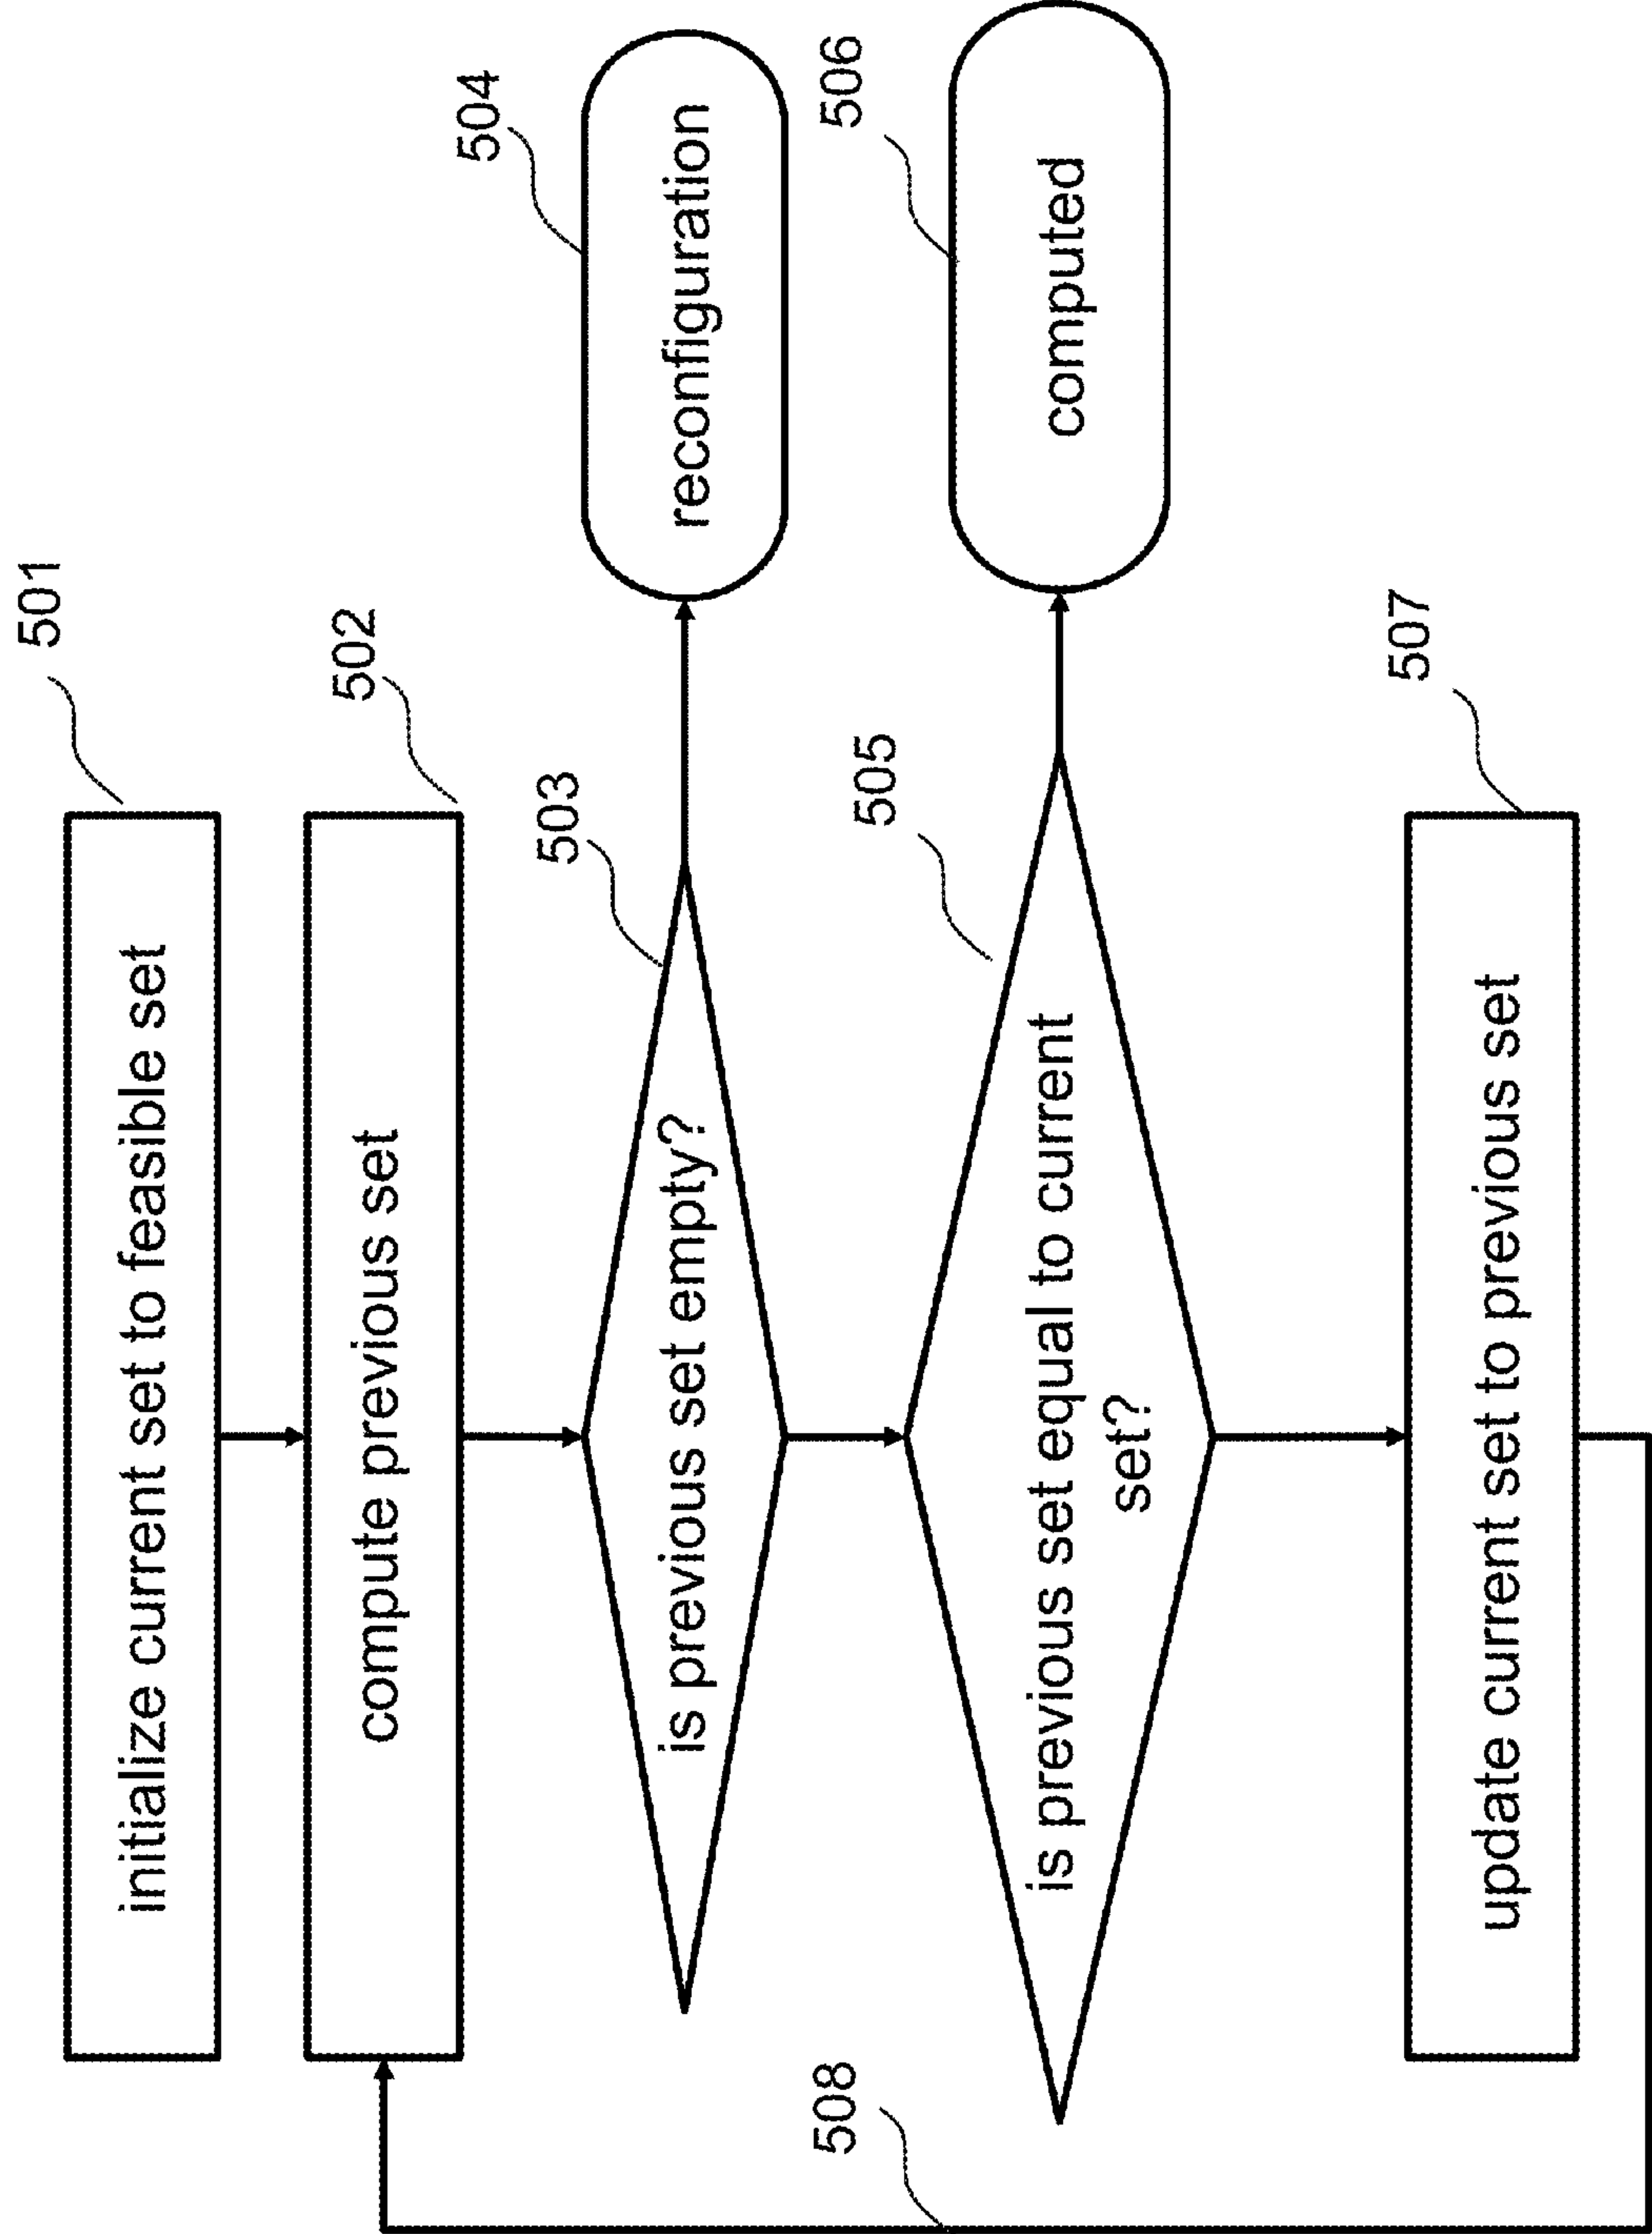 501
initialize current set to feasible set
502
compute previous set
503
is previous set empty?
504
reconfiguration
505
is previous set equal to current
set?
506
computed
507
update current set to previous set
508